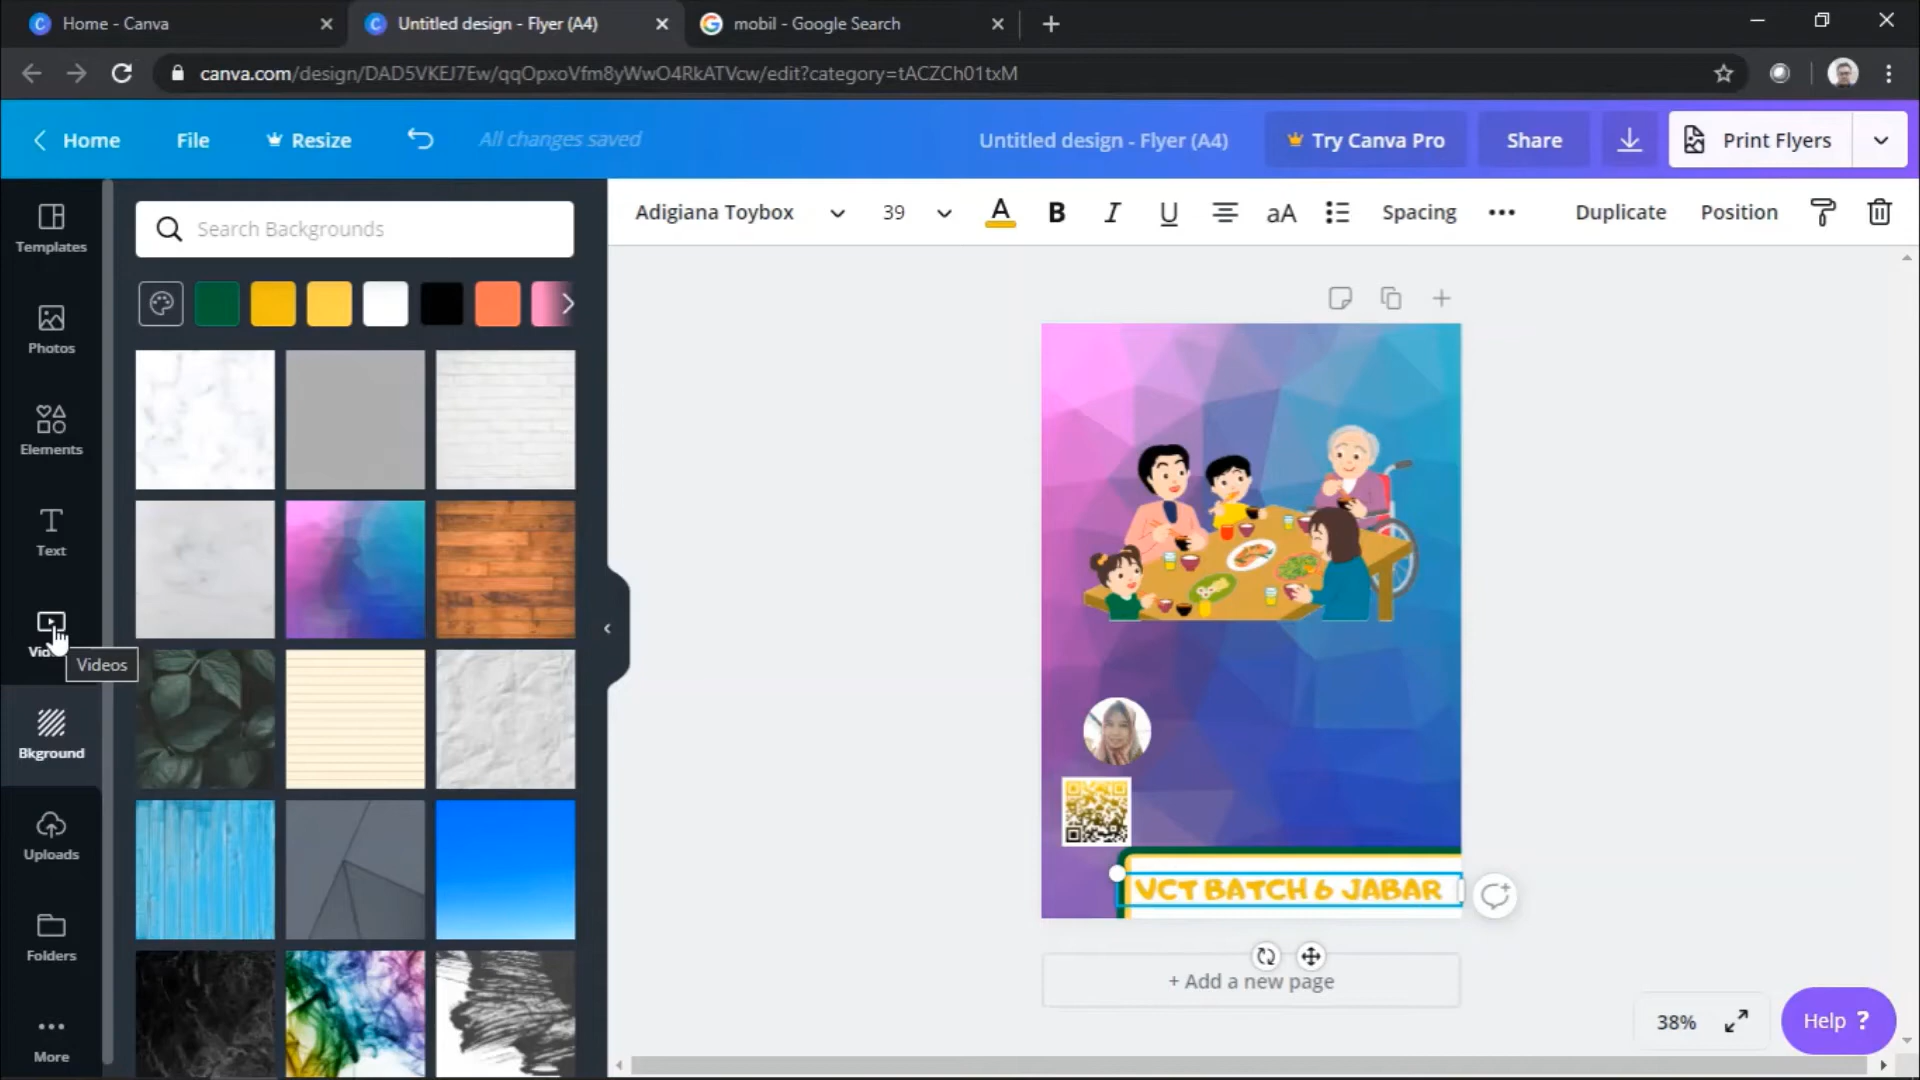 Home - Canva
Untitled design - Flyer (A4)
mobil - Google Search
canva.com/design/DAD5VKEJ7Ew/qqOpxoVfm8yWwO4RkATVcw/edit?category=tACZCh01txM
Home
File
Resize
All changes saved
Untitled design - Flyer (A4)
Try Canva Pro
Share
Print Flyers
Templates
Photos
Elements
Text
Videos
Bkground
Uploads
Folders
More
Search Backgrounds
Adigiana Toybox
39
A
B
I
U
aA
Spacing
Duplicate
Position
VCT BATCH 6 JABAR
+ Add a new page
38%
Help ?